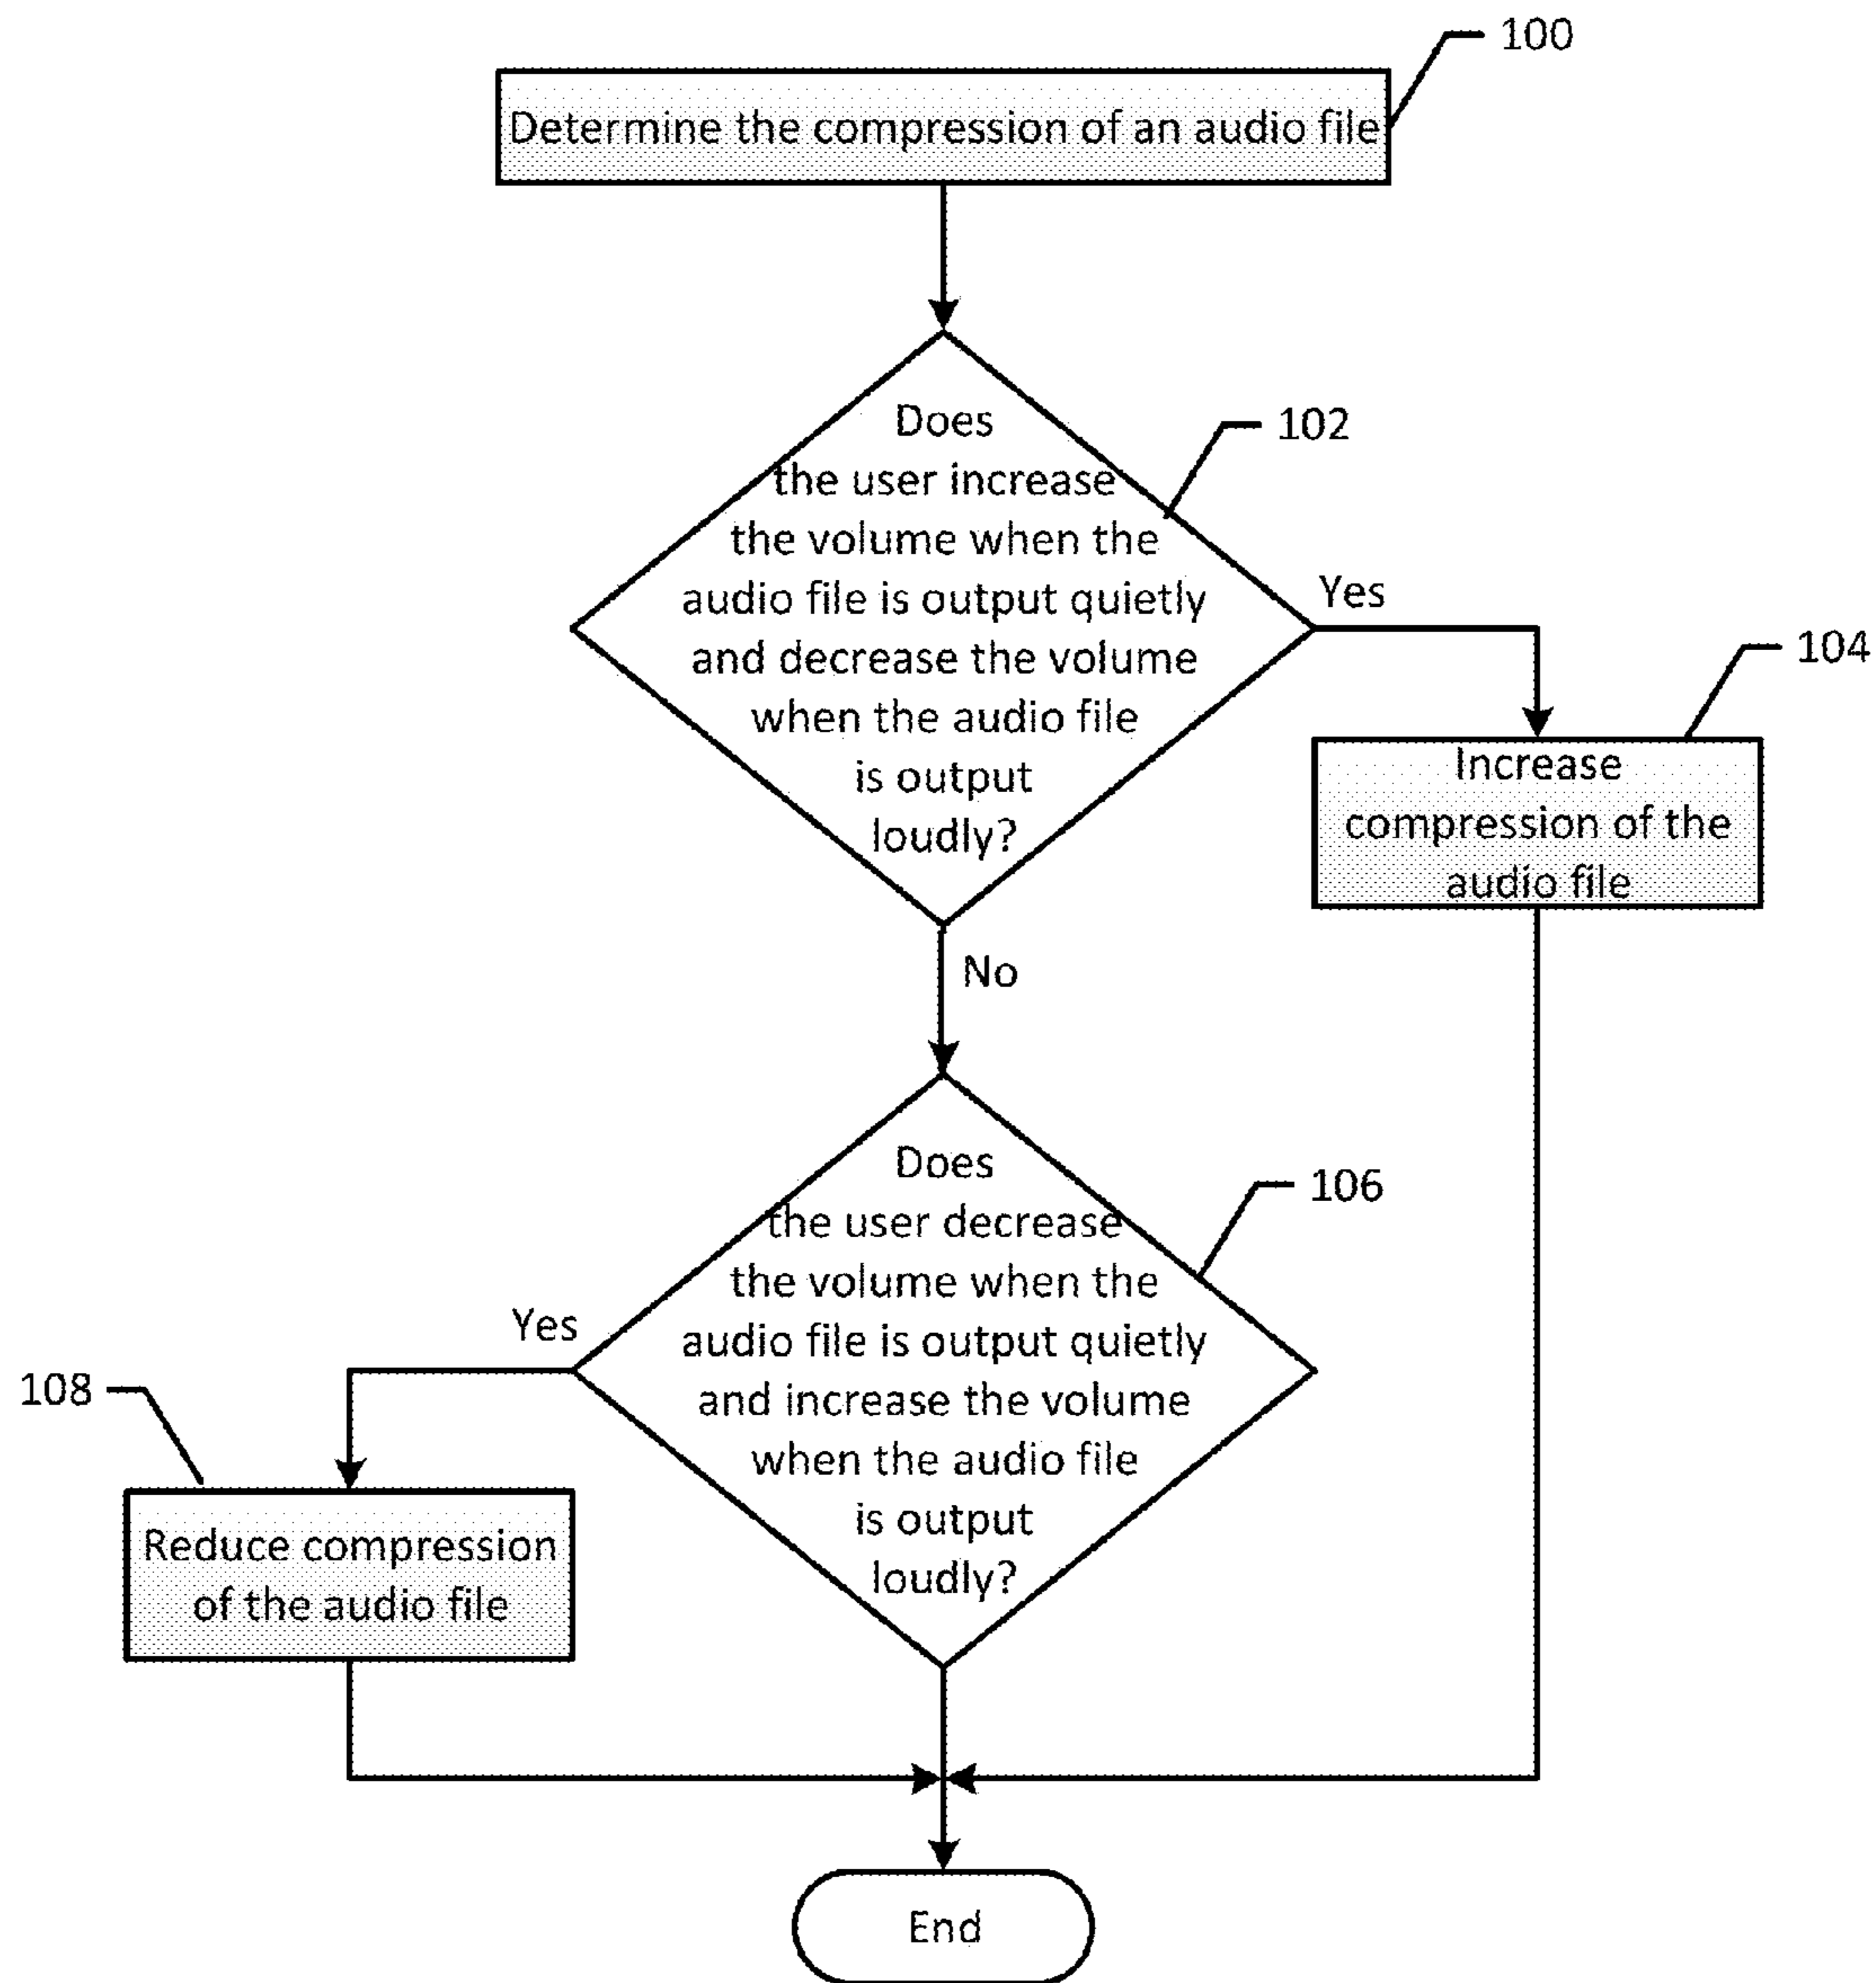 100
Determine the compression of an audio file
102
Does
the user increase
the volume when the
audio file is output quietly
and decrease the volume
when the audio file
is output
loudly?
Yes
104
Increase
compression of the
audio file
No
106
Does
the user decrease
the volume when the
audio file is output quietly
and increase the volume
when the audio file
is output
loudly?
Yes
108
Reduce compression
of the audio file
End